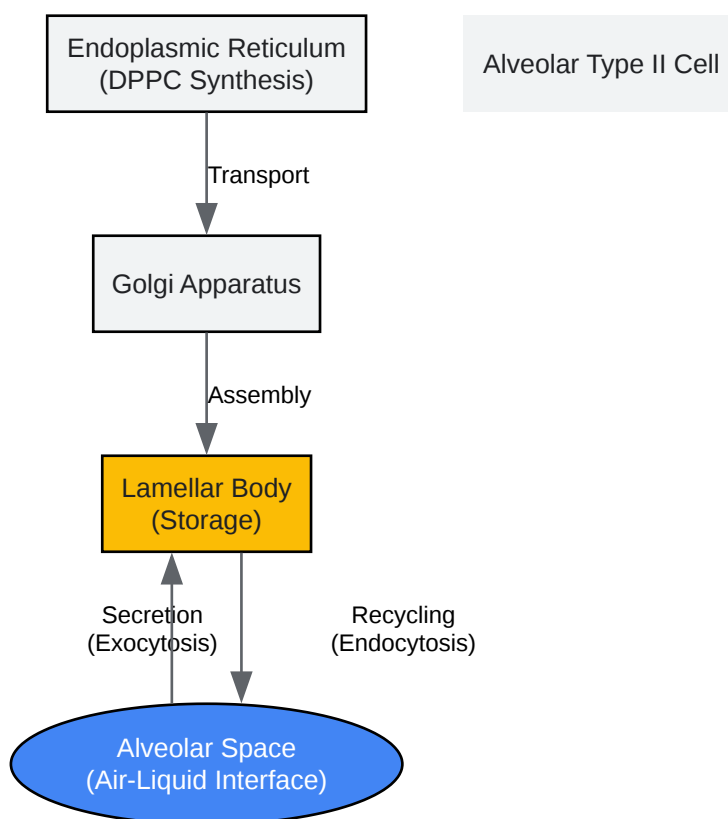 Endoplasmic Reticulum
(DPPC Synthesis)
Alveolar Type II Cell
Transport
Golgi Apparatus
Assembly
Lamellar Body
(Storage)
Secretion
(Exocytosis)
Recycling
(Endocytosis)
Alveolar Space
(Air-Liquid Interface)